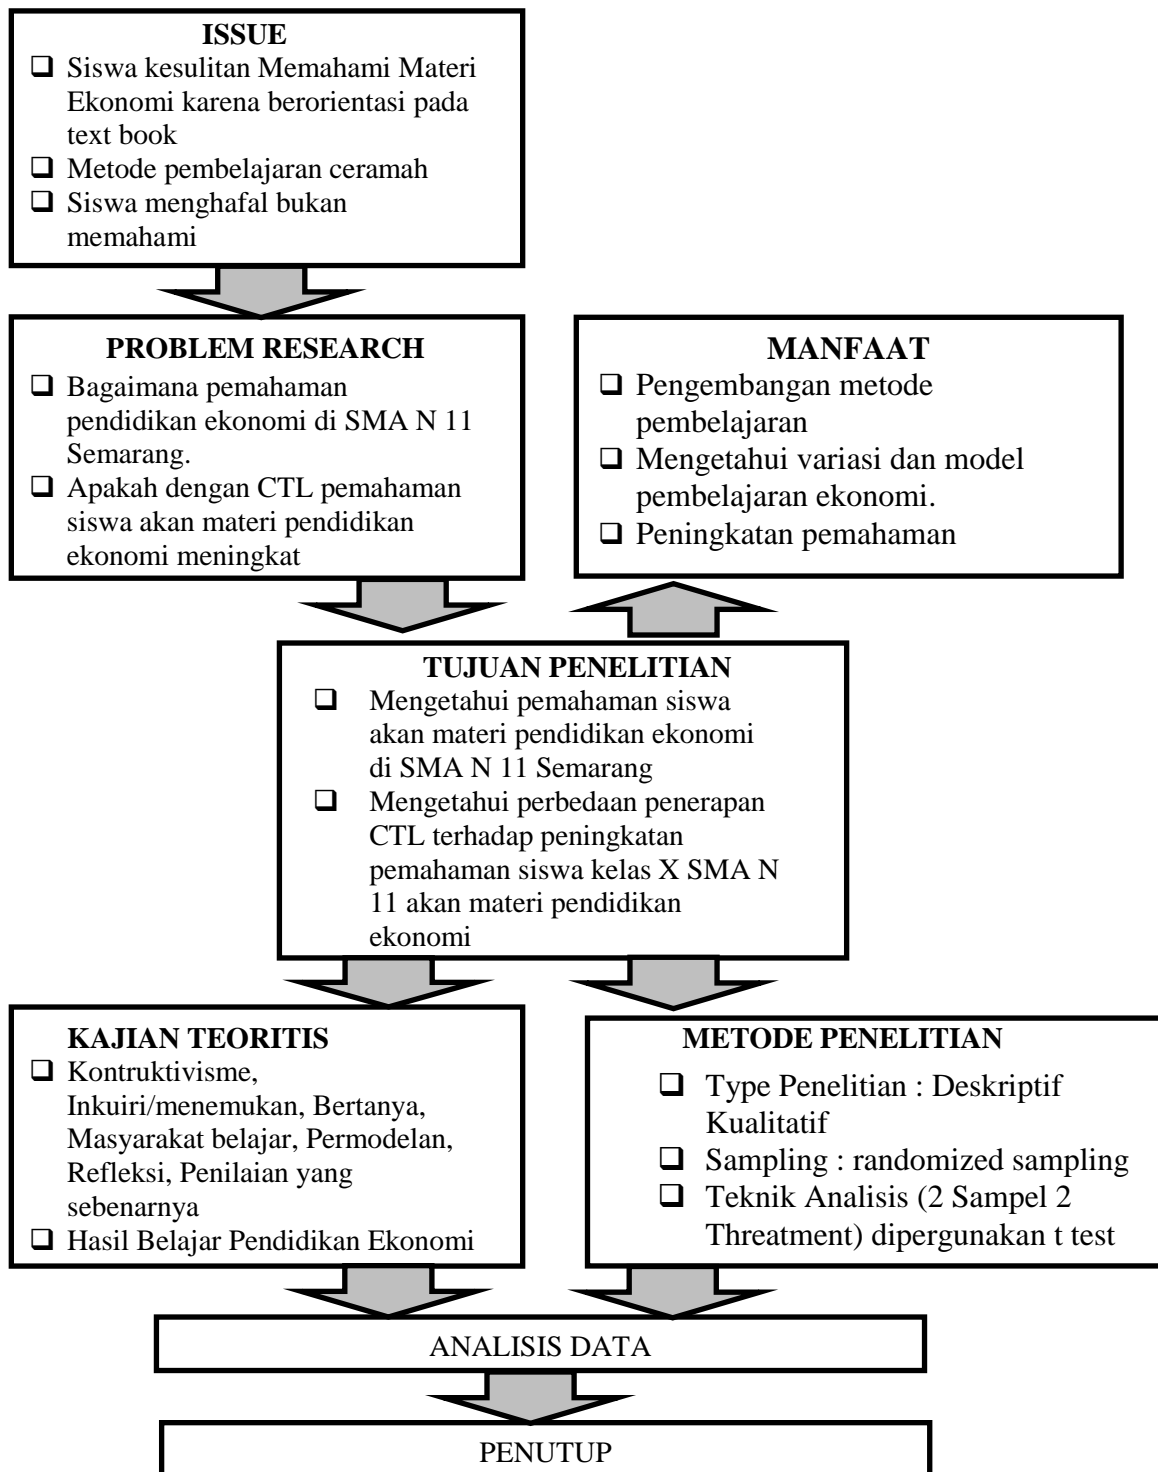 ISSUE
❑ Siswa kesulitan Memahami Materi
Ekonomi karena berorientasi pada
text book
❑ Metode pembelajaran ceramah
❑ Siswa menghafal bukan
memahami
PROBLEM RESEARCH
❑ Bagaimana pemahaman
pendidikan ekonomi di SMA N 11
Semarang.
❑ Apakah dengan CTL pemahaman
siswa akan materi pendidikan
ekonomi meningkat
MANFAAT
❑ Pengembangan metode
pembelajaran
❑ Mengetahui variasi dan model
pembelajaran ekonomi.
❑ Peningkatan pemahaman
TUJUAN PENELITIAN
❑ Mengetahui pemahaman siswa
akan materi pendidikan ekonomi
di SMA N 11 Semarang
❑ Mengetahui perbedaan penerapan
CTL terhadap peningkatan
pemahaman siswa kelas X SMA N
11 akan materi pendidikan
ekonomi
KAJIAN TEORITIS
❑ Kontruktivisme,
Inkuiri/menemukan, Bertanya,
Masyarakat belajar, Permodelan,
Refleksi, Penilaian yang
sebenarnya
❑ Hasil Belajar Pendidikan Ekonomi
METODE PENELITIAN
❑ Type Penelitian : Deskriptif
Kualitatif
❑ Sampling : randomized sampling
❑ Teknik Analisis (2 Sampel 2
Threatment) dipergunakan t test
ANALISIS DATA
PENUTUP